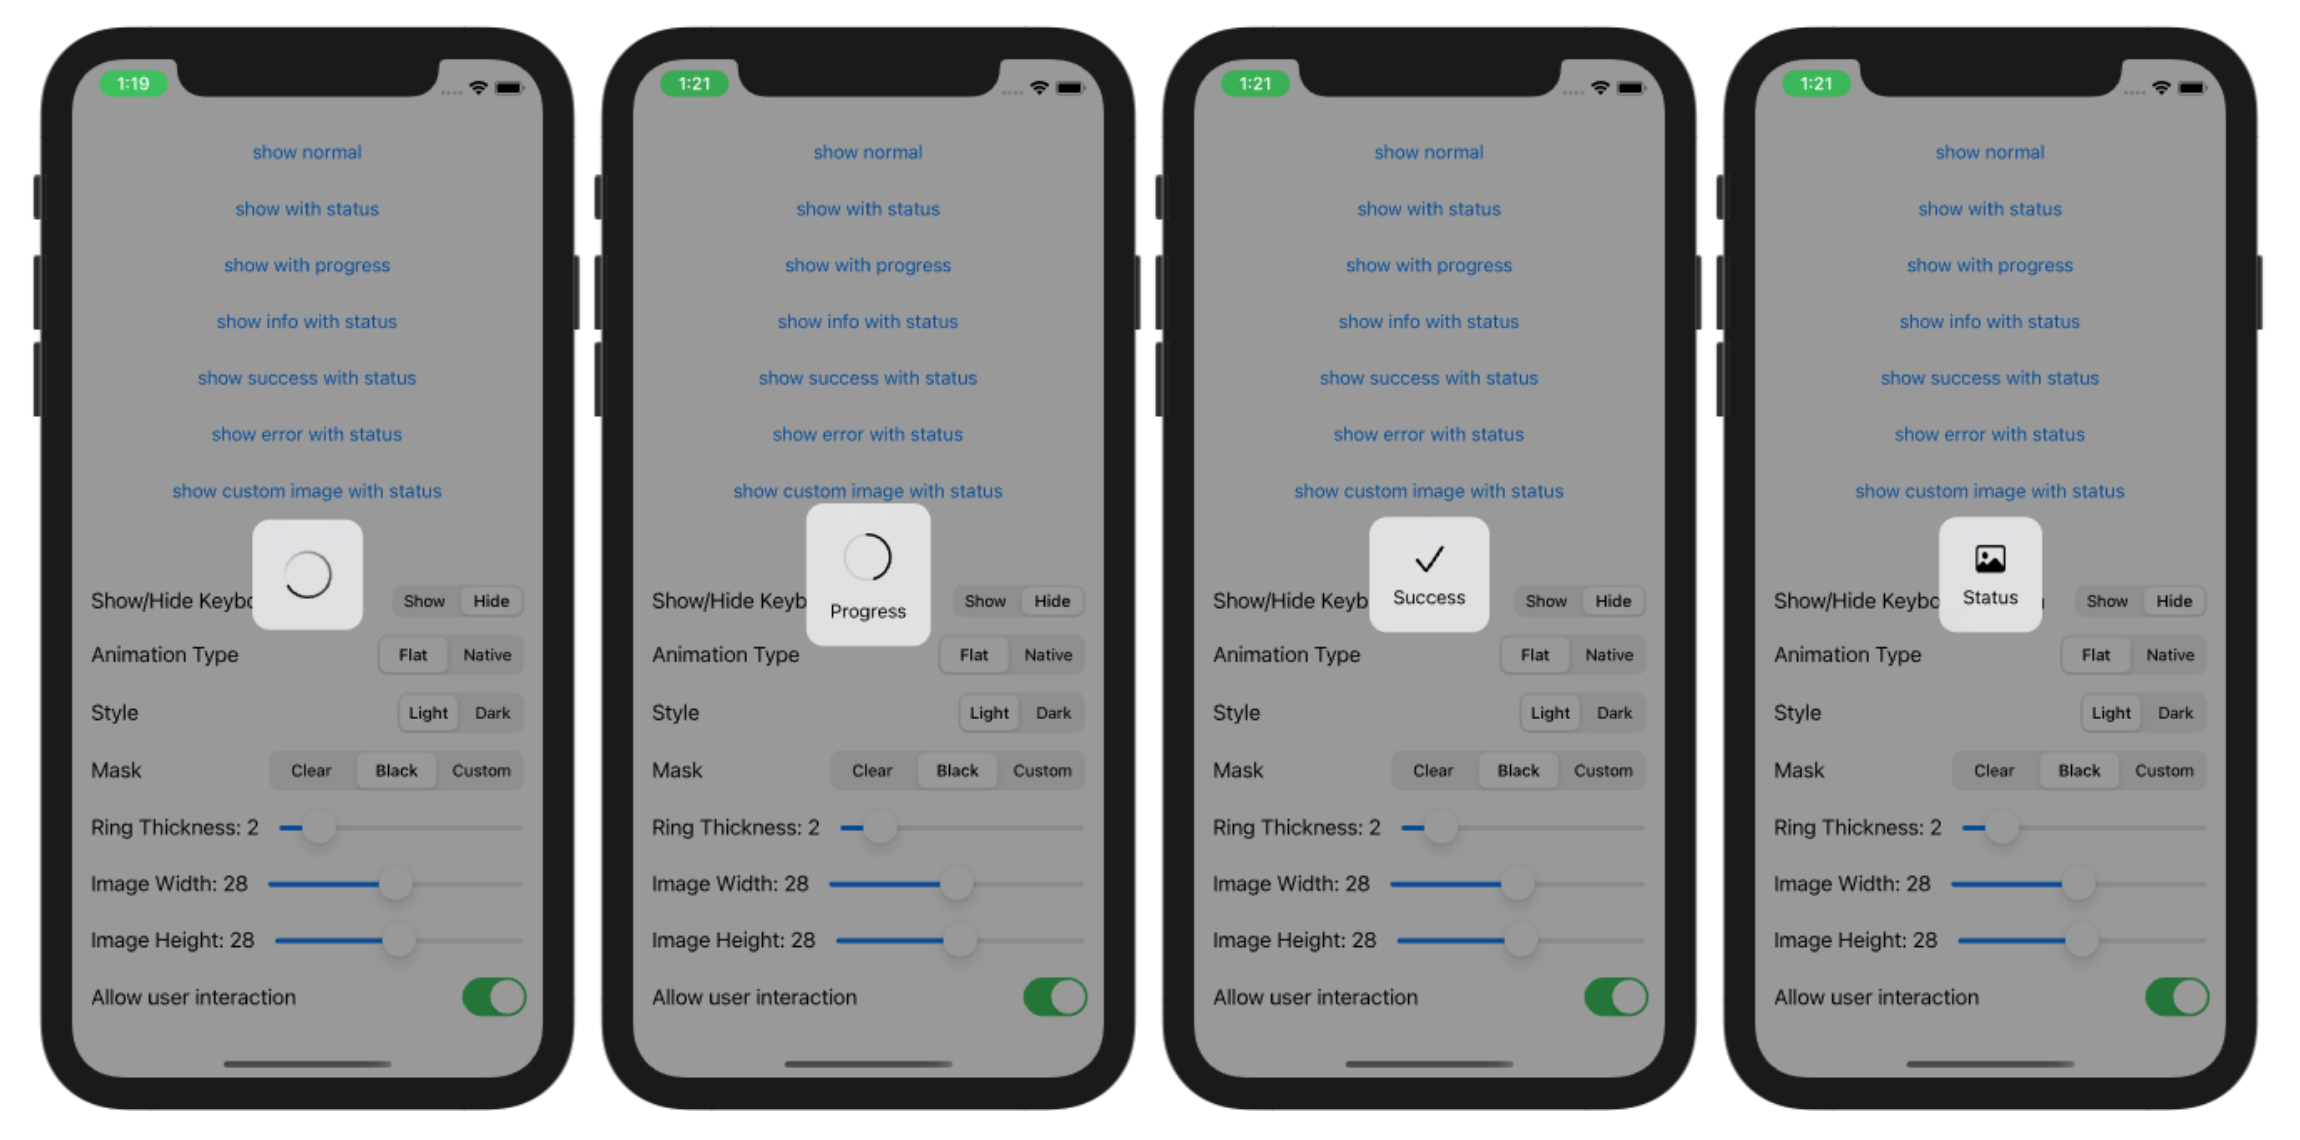 1:19
show normal
show with status
show with progress
show info with status
show success with status
show error with status
show custom image with status
Show/Hide Keybo Show Hide
Animation Type Flat Native
Style Light Dark
Mask Clear Black Custom
Ring Thickness: 2
Image Width: 28
Image Height: 28
Allow user interaction
1:21
show normal
show with status
show with progress
show info with status
show success with status
show error with status
show custom image with status
Progress
Show/Hide Keyb Show Hide
Animation Type Flat Native
Style Light Dark
Mask Clear Black Custom
Ring Thickness: 2
Image Width: 28
Image Height: 28
Allow user interaction
1:21
show normal
show with status
show with progress
show info with status
show success with status
show error with status
show custom image with status
Success
Show/Hide Keyb Show Hide
Animation Type Flat Native
Style Light Dark
Mask Clear Black Custom
Ring Thickness: 2
Image Width: 28
Image Height: 28
Allow user interaction
1:21
show normal
show with status
show with progress
show info with status
show success with status
show error with status
show custom image with status
Status
Show/Hide Keybo Show Hide
Animation Type Flat Native
Style Light Dark
Mask Clear Black Custom
Ring Thickness: 2
Image Width: 28
Image Height: 28
Allow user interaction